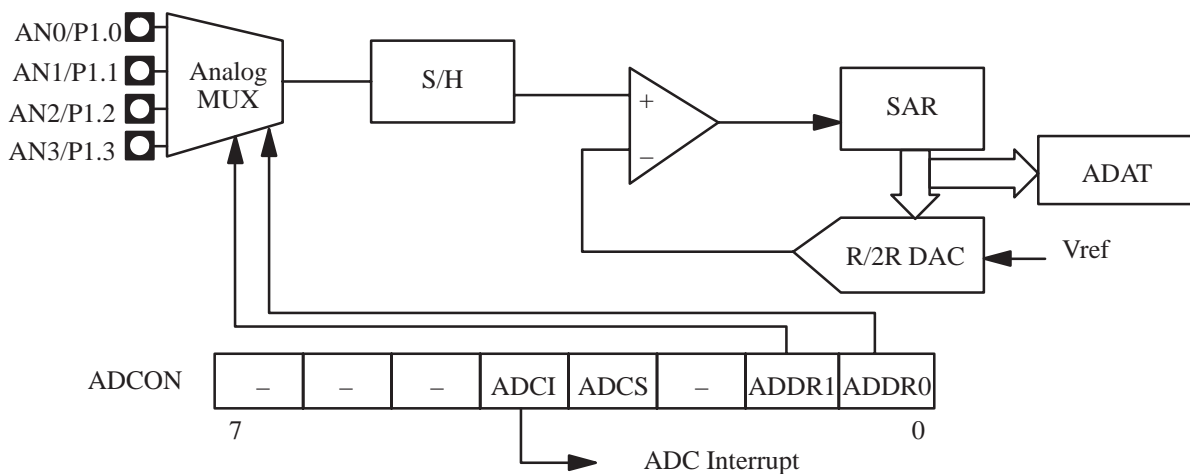 AN0/P1.0
AN1/P1.1
AN2/P1.2
AN3/P1.3
Analog
MUX
S/H
+
–
SAR
ADAT
R/2R DAC
Vref
ADCON
– – – ADCI ADCS – ADDR1 ADDR0
7 0
ADC Interrupt